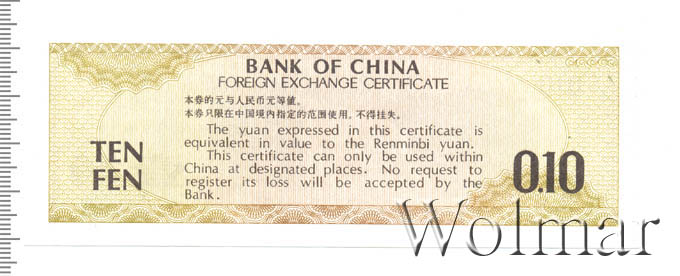 BANK OF CHINA
FOREIGN EXCHANGE CERTIFICATE
本券的元与人民币元等值。
本券只限在中国境内指定的范围使用，不得挂失。
The yuan expressed in this certificate is
equivalent in value to the Renminbi yuan.
This certificate can only be used within
China at designated places. No request to
register its loss will be accepted by the
Bank.
TEN
FEN
0.10
Wolmar